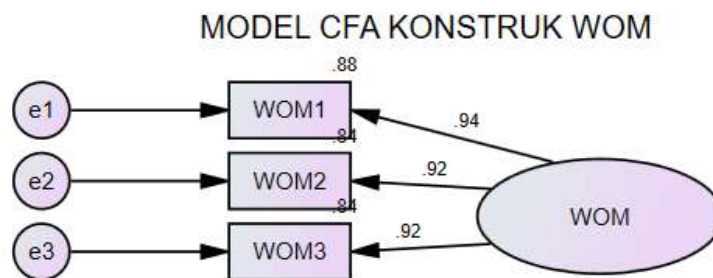 MODEL CFA KONSTRUK WOM
.88
e1
WOM1
.94
.84
e2
WOM2
.92
.84
WOM
e3
WOM3
.92